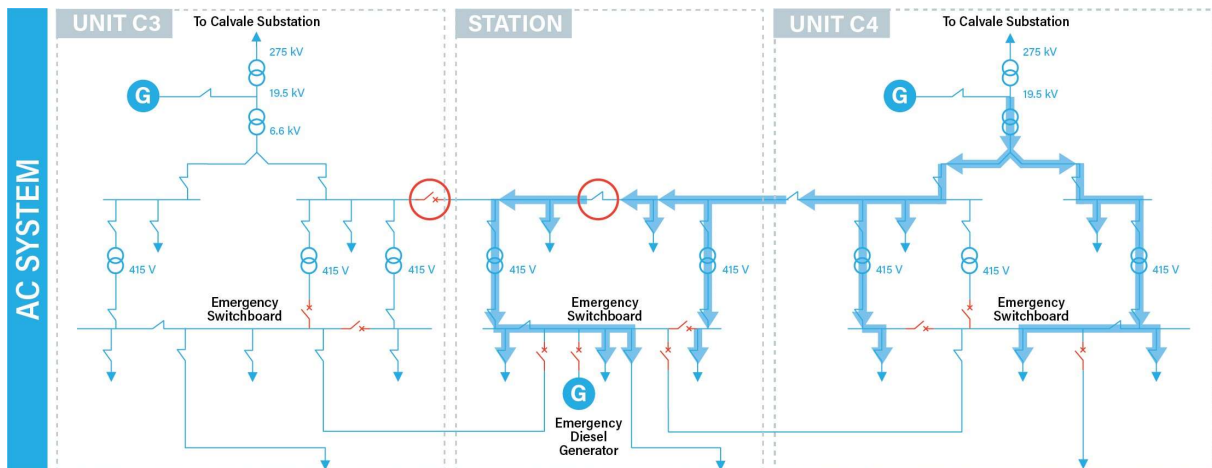 AC SYSTEM
UNIT C3
To Calvale Substation
275 kV
G
19.5 kV
6.6 kV
415 V
415 V
415 V
Emergency
Switchboard
STATION
415 V
415 V
Emergency
Switchboard
G
Emergency
Diesel
Generator
UNIT C4
To Calvale Substation
275 kV
G
19.5 kV
415 V
415 V
415 V
Emergency
Switchboard